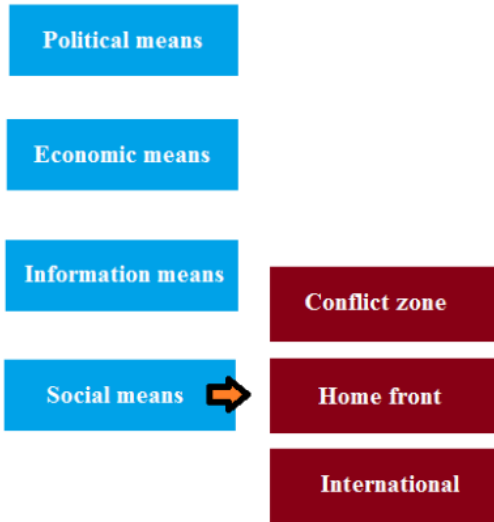 Political means
Economic means
Information means
Conflict zone
Social means
Home front
International